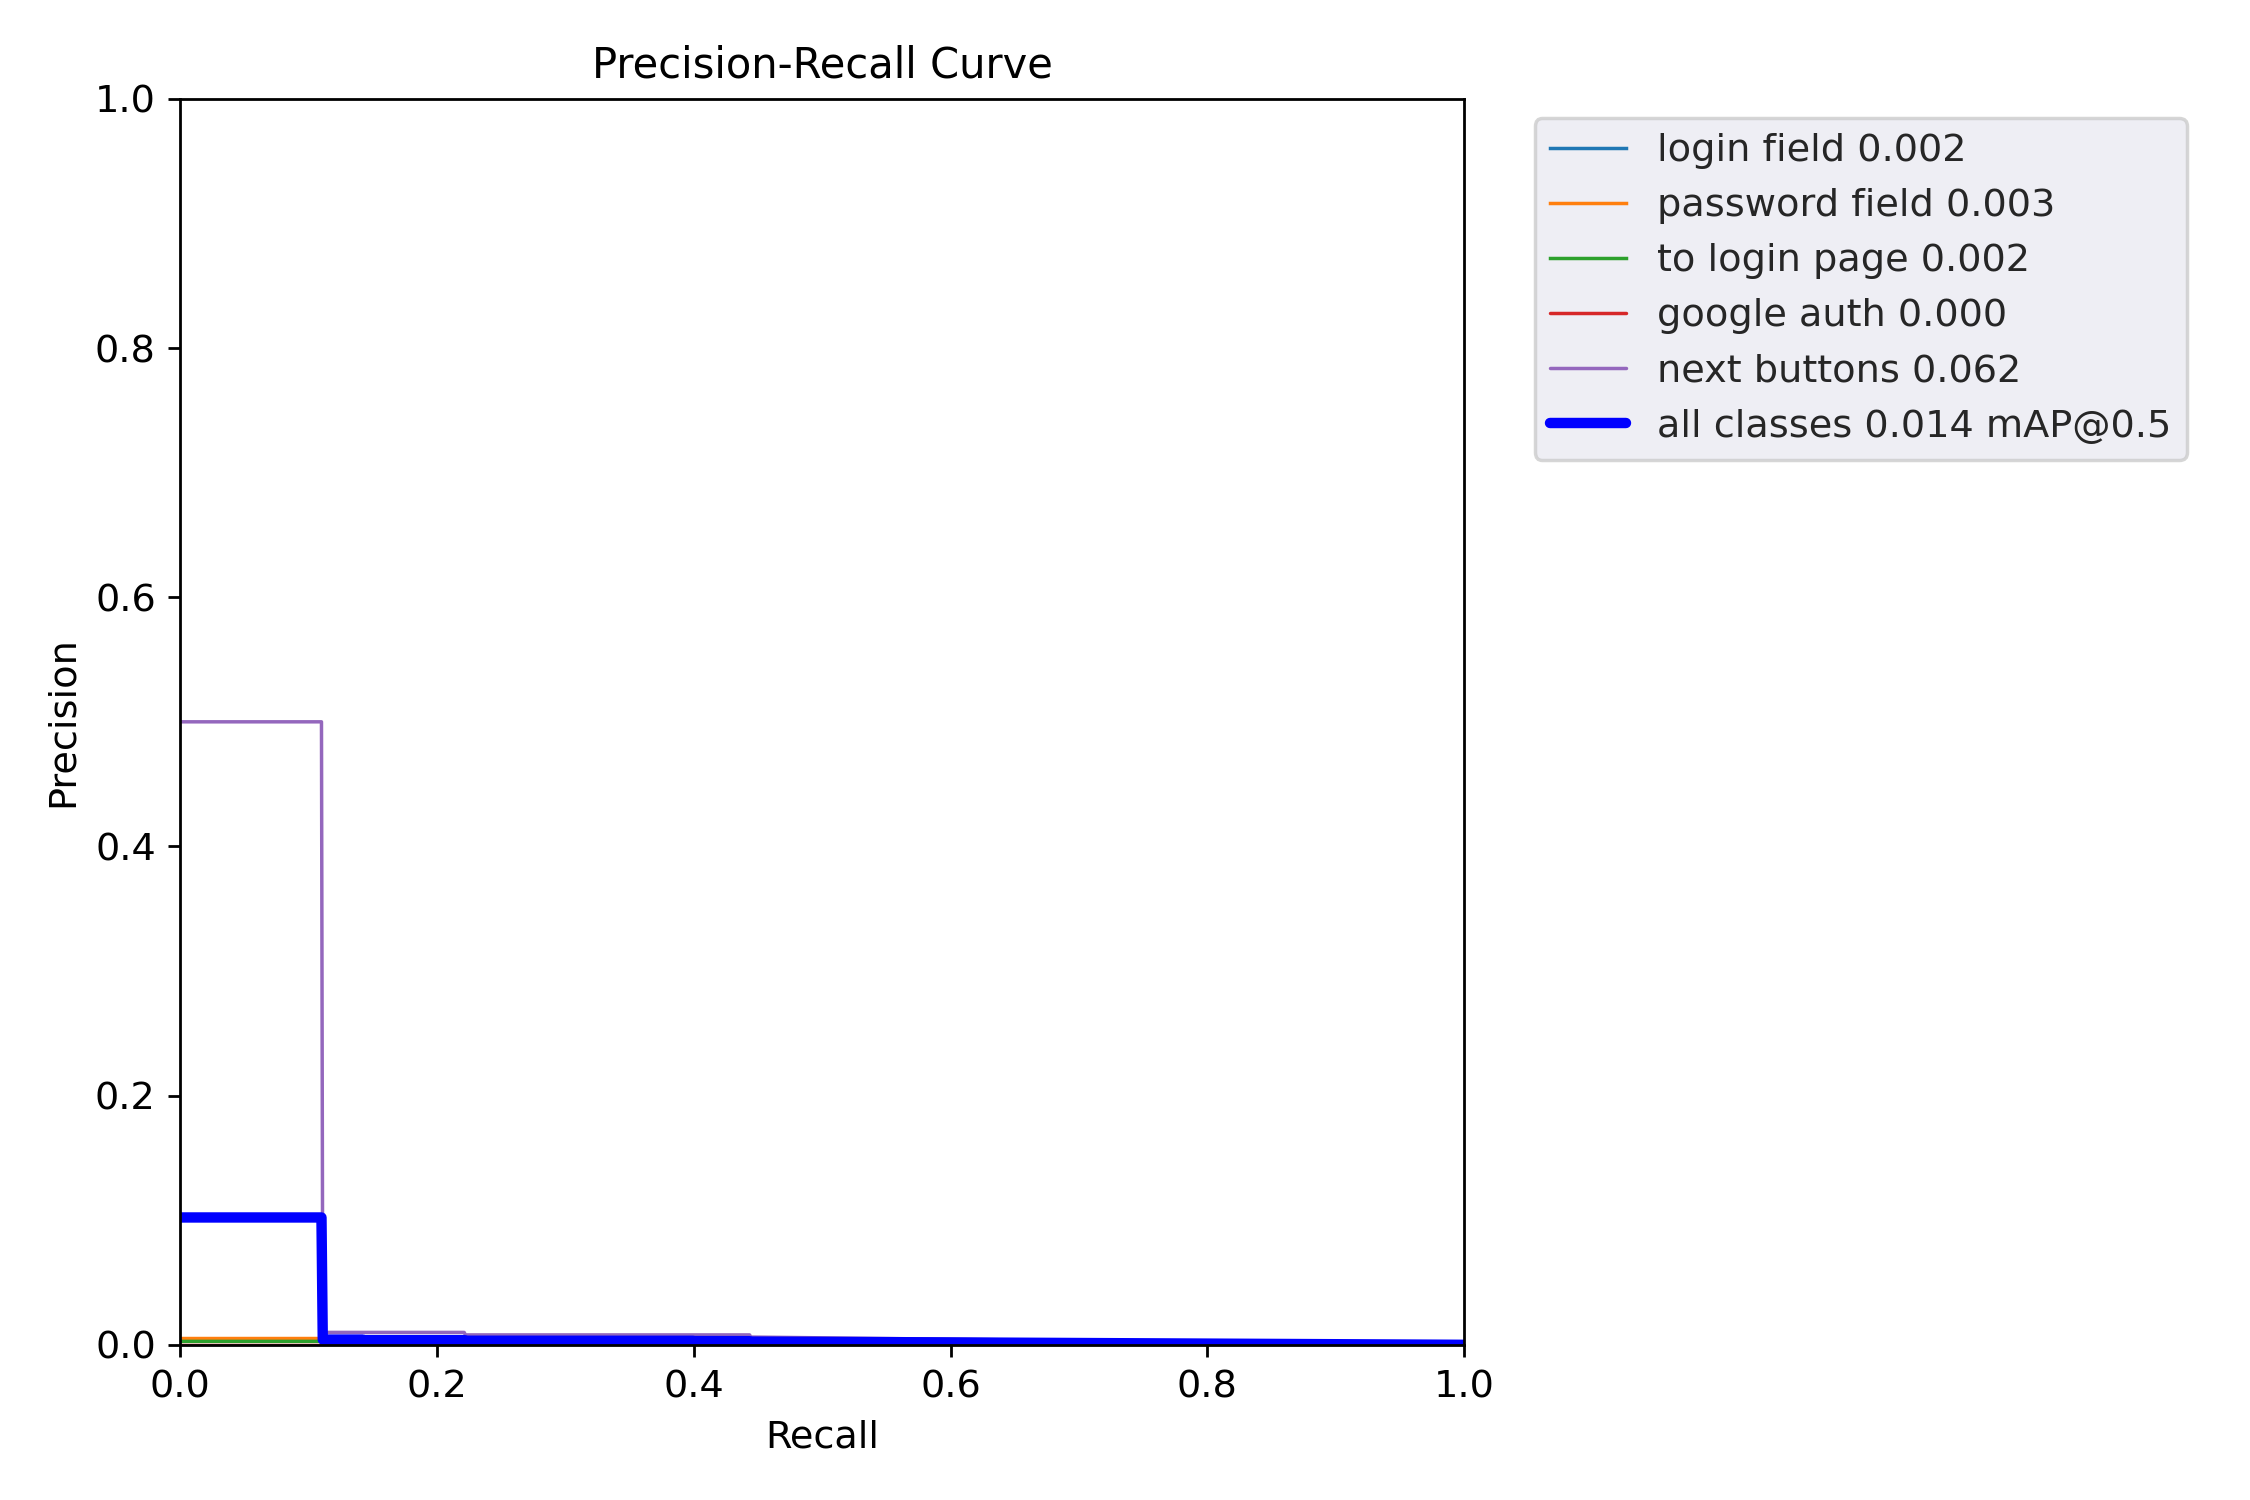 Precision-Recall Curve
1.0
0.8
0.6
0.4
0.2
0.0
Precision
0.0 0.2 0.4 0.6 0.8 1.0
Recall
login field 0.002
password field 0.003
to login page 0.002
google auth 0.000
next buttons 0.062
all classes 0.014 mAP@0.5